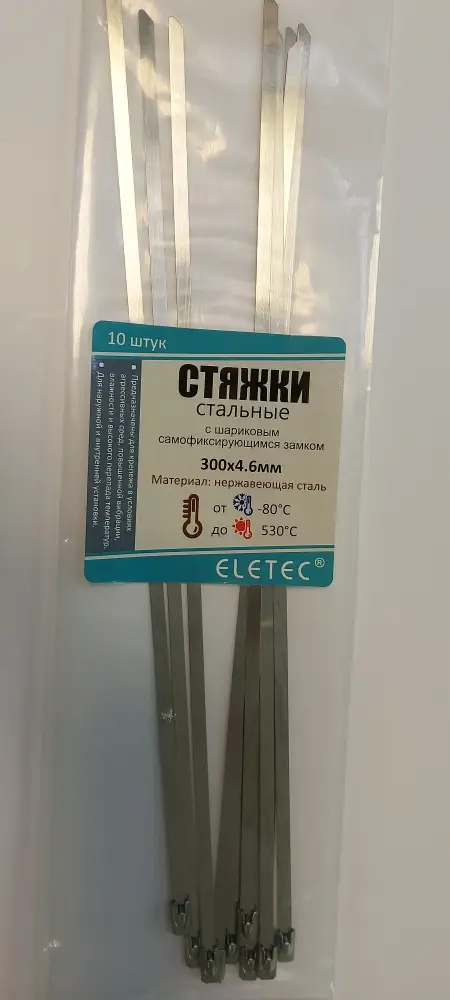 10 штук
СТЯЖКИ
стальные
с шариковым
самофиксирующимся замком
300х4.6мм
Материал: нержавеющая сталь
от -80°C
до 530°C
ELETEC®
• Предназначены для крепежа в условиях
агрессивных сред, повышенной вибрации,
влажности и высокого перепада температур.
• Для наружной и внутренней установки.